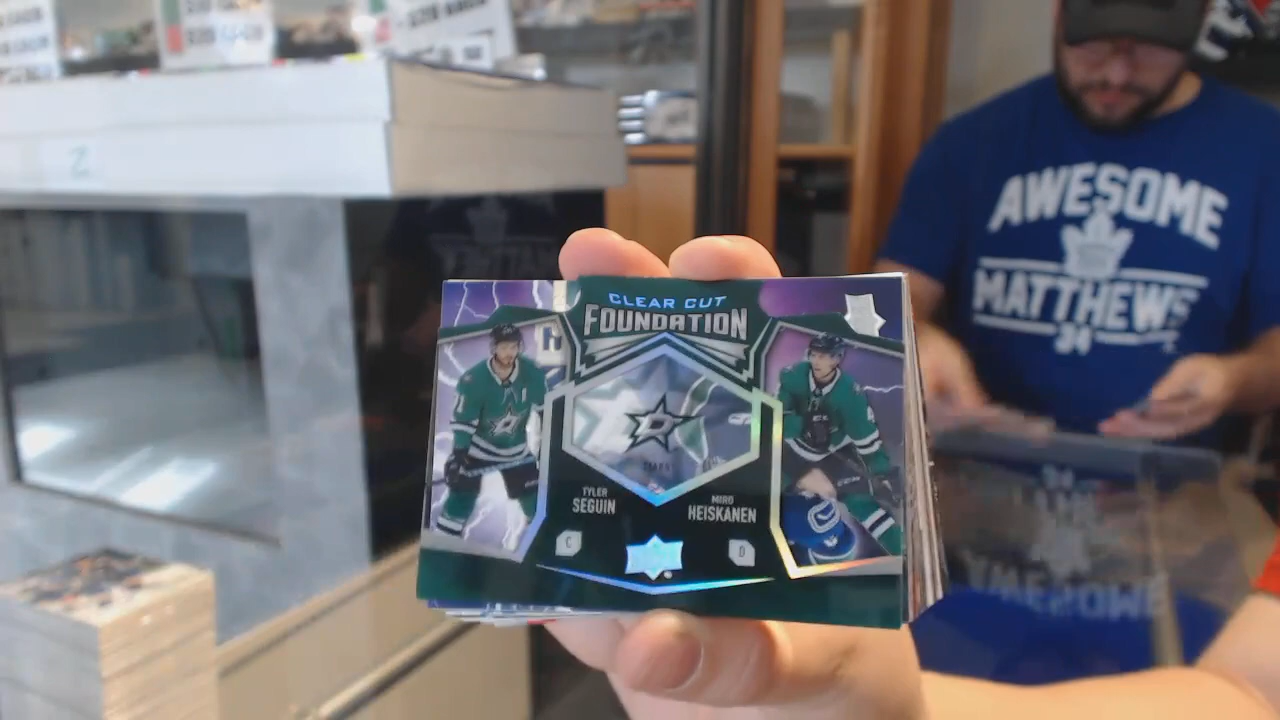 AWESOME
MATTHEWS
34
CLEAR CUT
FOUNDATION
TYLER
SEGUIN
MIRO
HEISKANEN
C
D